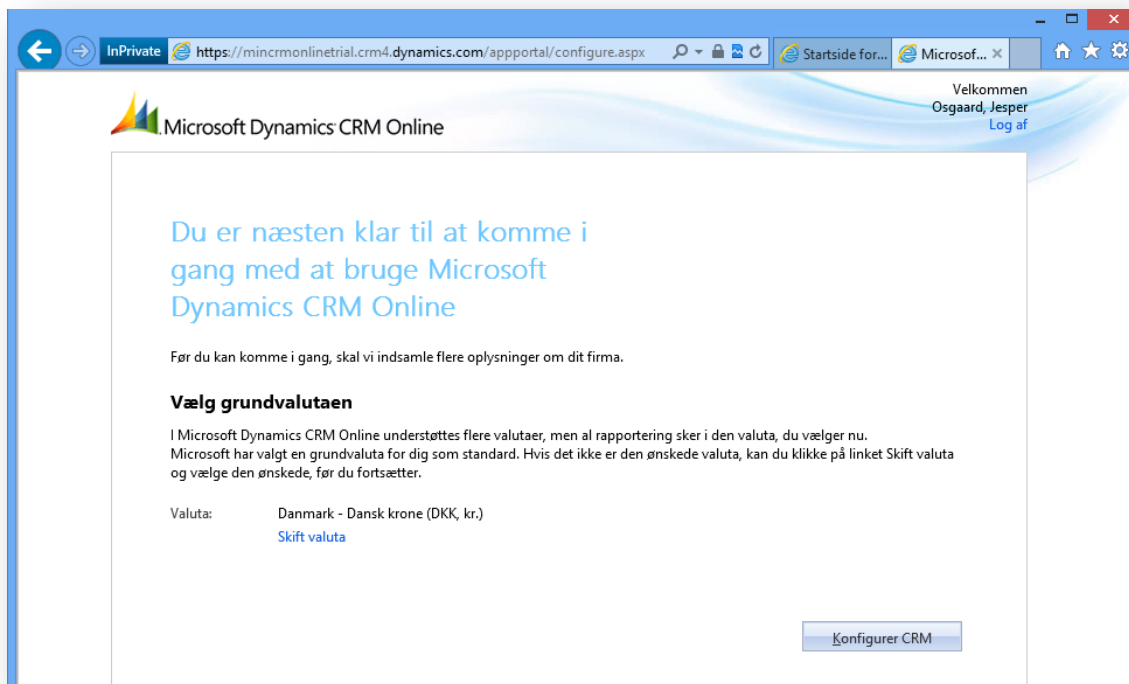 InPrivate
https://mincrmonlinetrial.crm4.dynamics.com/appportal/configure.aspx
Startside for...
Microsof...
Velkommen
Osgaard, Jesper
Log af
Microsoft Dynamics CRM Online
Du er næsten klar til at komme i
gang med at bruge Microsoft
Dynamics CRM Online
Før du kan komme i gang, skal vi indsamle flere oplysninger om dit firma.
Vælg grundvalutaen
I Microsoft Dynamics CRM Online understøttes flere valutaer, men al rapportering sker i den valuta, du vælger nu.
Microsoft har valgt en grundvaluta for dig som standard. Hvis det ikke er den ønskede valuta, kan du klikke på linket Skift valuta
og vælge den ønskede, før du fortsætter.
Valuta: Danmark - Dansk krone (DKK, kr.)
Skift valuta
Konfigurer CRM